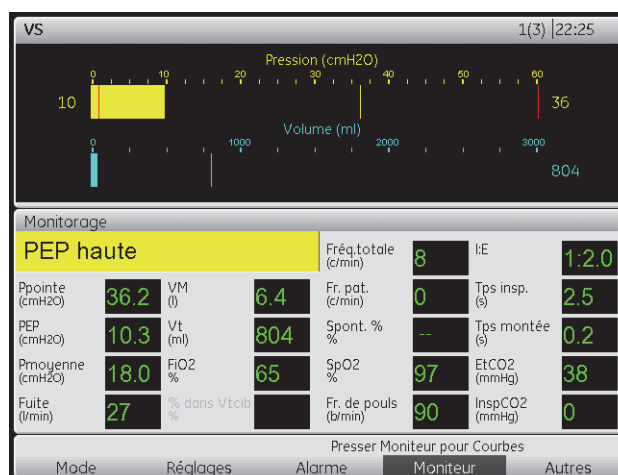 VS 1(3) 22:25
Pression (cmH2O)
0 10 20 30 40 50 60
10 36
Volume (ml)
0 1000 2000 3000
804
Monitorage
PEP haute
Fréq.totale (c/min) 8 I:E 1:2.0
Ppointe (cmH2O) 36.2 VM (l) 6.4 Fr. pat. (c/min) 0 Tps insp. (s) 2.5
PEP (cmH2O) 10.3 Vt (ml) 804 Spont. % % -- Tps montée (s) 0.2
Pmoyenne (cmH2O) 18.0 FiO2 % 65 SpO2 % 97 EtCO2 (mmHg) 38
Fuite (l/min) 27 % dans Vtcib % Fr. de pouls (b/min) 90 InspCO2 (mmHg) 0
Presser Moniteur pour Courbes
Mode Réglages Alarme Moniteur Autres